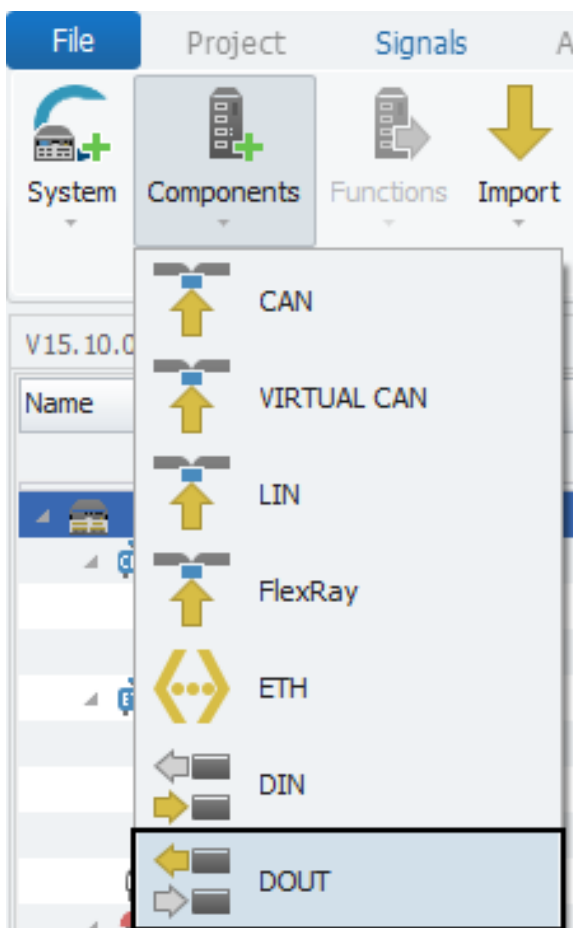 File Project Signals A
System Components Functions Import
CAN
V15.10.0
VIRTUAL CAN
Name
LIN
FlexRay
ETH
DIN
DOUT